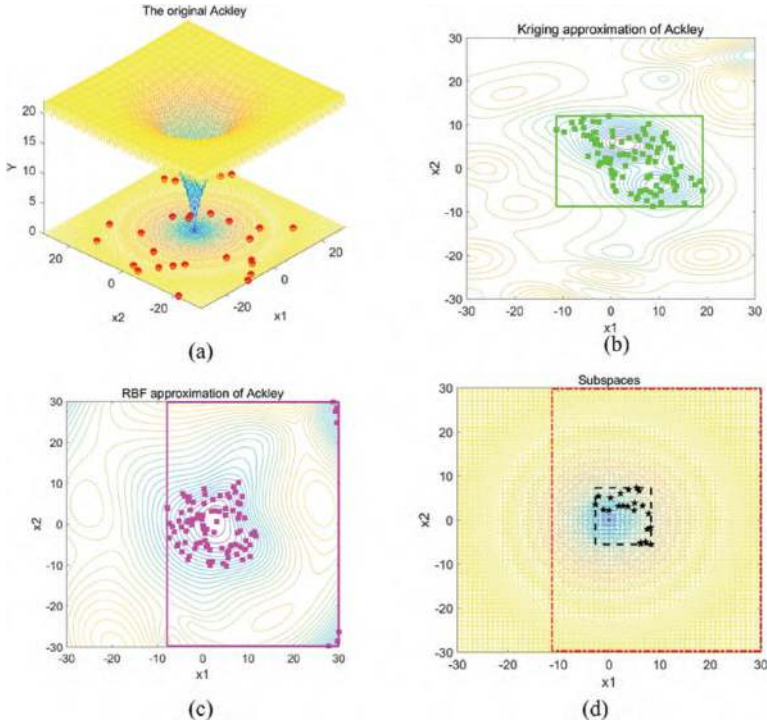 The original Ackley
20
15
10
5
0
Y
20
0
-20
x2
-20
0
20
x1
(a)
Kriging approximation of Ackley
30
20
10
0
-10
-20
-30
x2
-30 -20 -10 0 10 20 30
x1
(b)
RBF approximation of Ackley
30
20
10
0
-10
-20
-30
x2
-30 -20 -10 0 10 20 30
x1
(c)
Subspaces
30
20
10
0
-10
-20
-30
x2
-30 -20 -10 0 10 20 30
x1
(d)